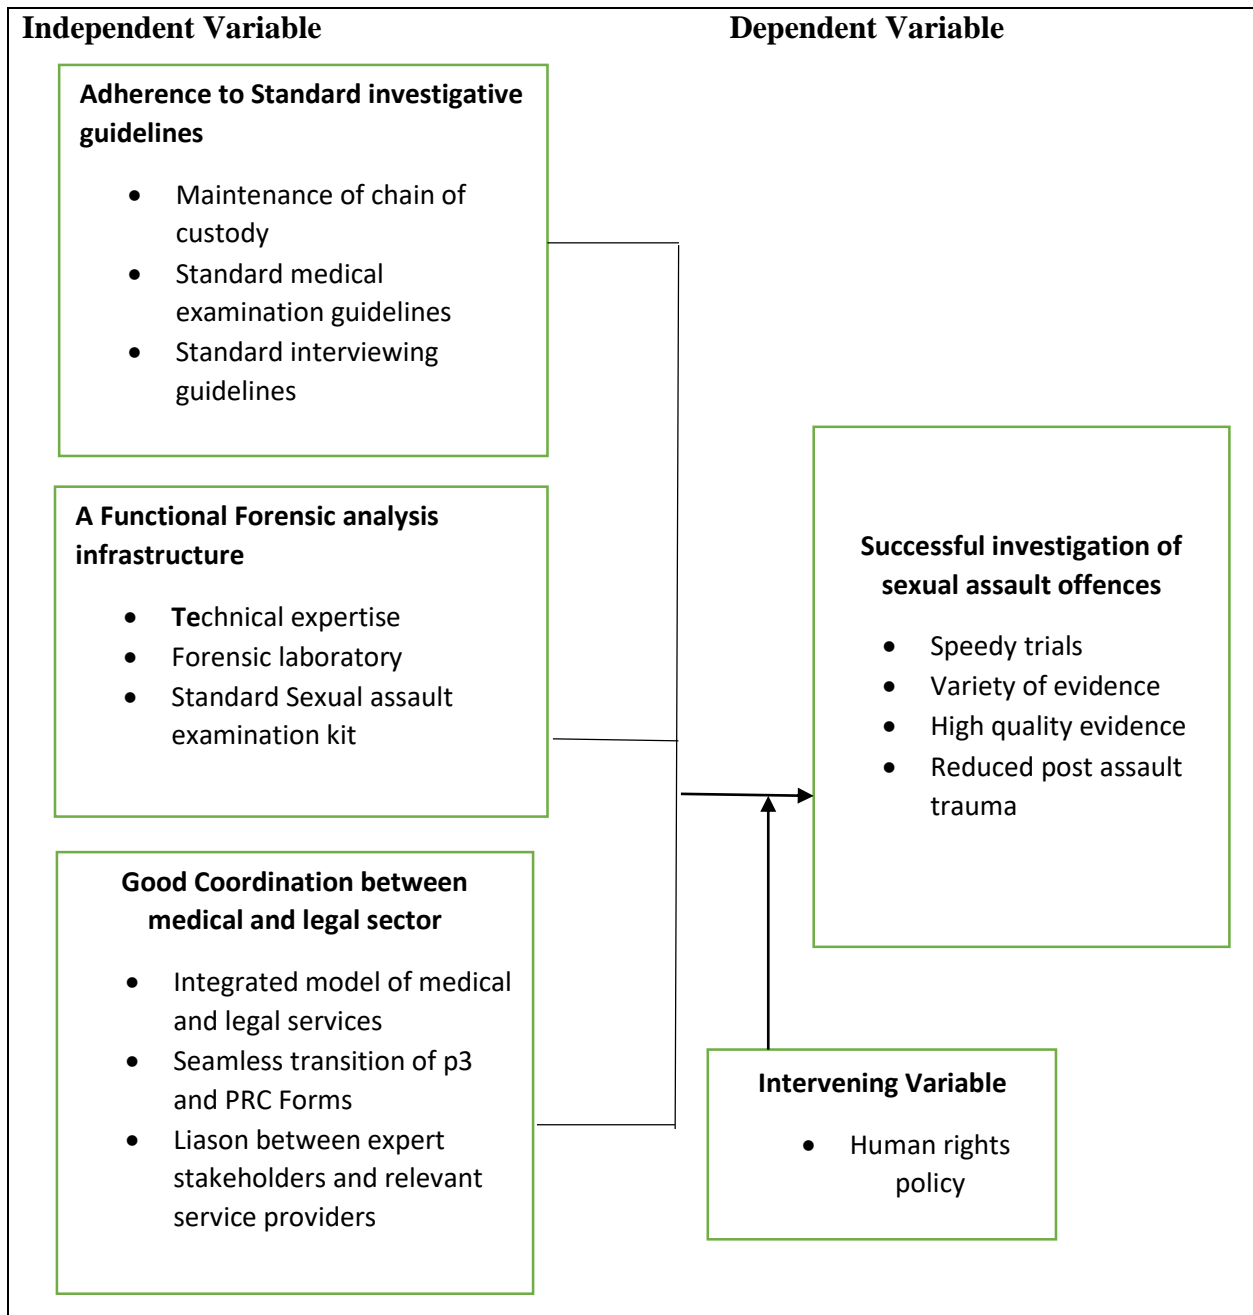 Independent Variable
Dependent Variable
Adherence to Standard investigative
guidelines
• Maintenance of chain of
custody
• Standard medical
examination guidelines
• Standard interviewing
guidelines
A Functional Forensic analysis
infrastructure
• Technical expertise
• Forensic laboratory
• Standard Sexual assault
examination kit
Good Coordination between
medical and legal sector
• Integrated model of medical
and legal services
• Seamless transition of p3
and PRC Forms
• Liason between expert
stakeholders and relevant
service providers
Successful investigation of
sexual assault offences
• Speedy trials
• Variety of evidence
• High quality evidence
• Reduced post assault
trauma
Intervening Variable
• Human rights
policy